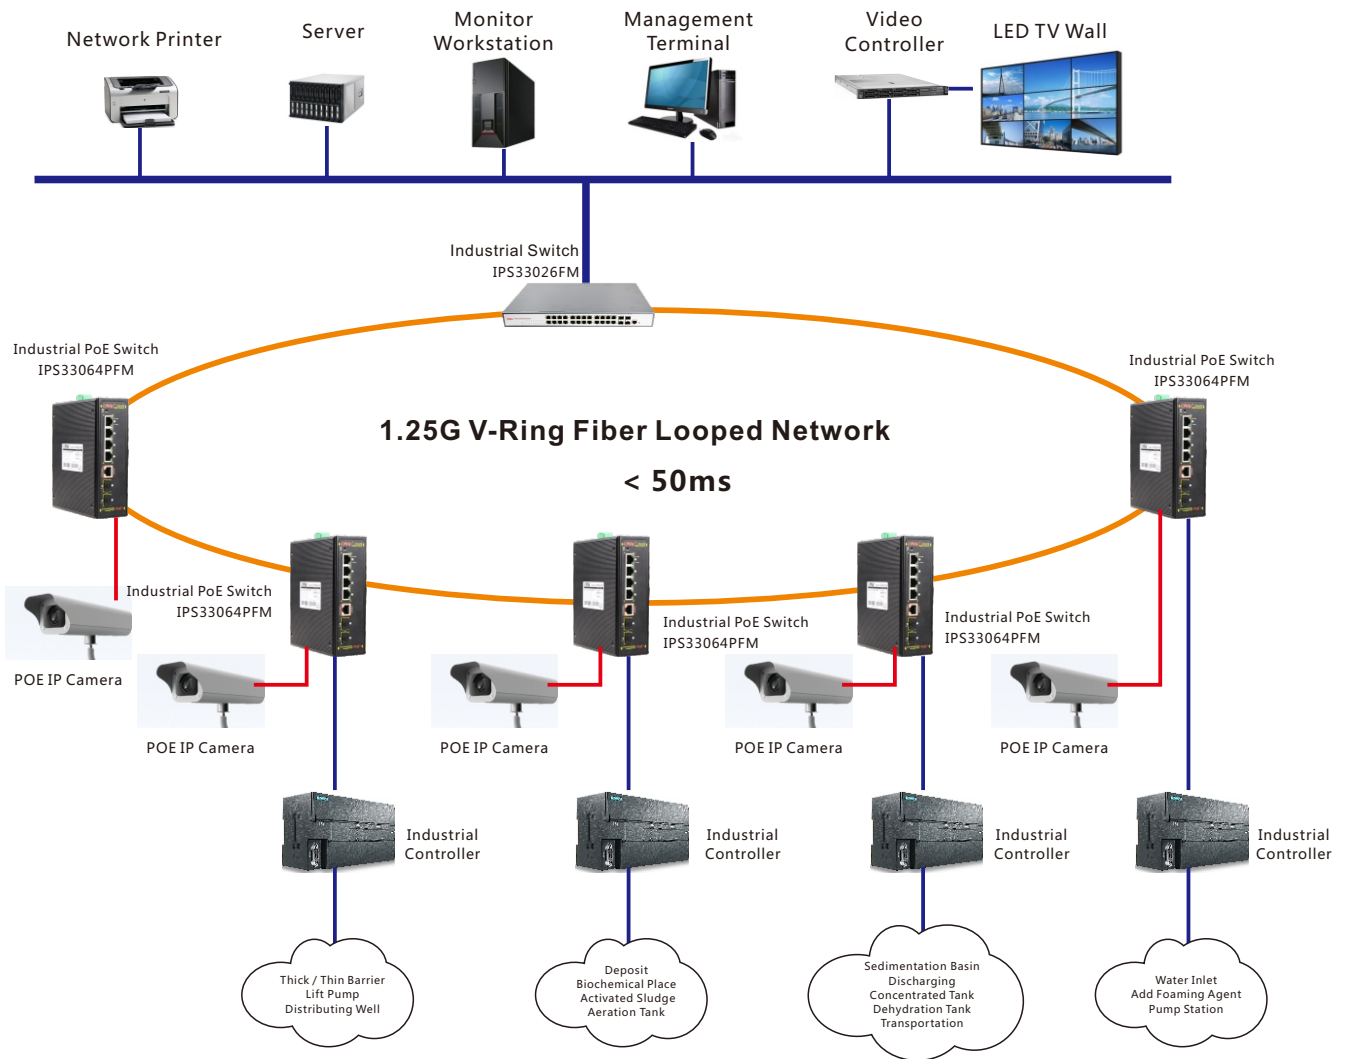 Network Printer
Server
Monitor
Workstation
Management
Terminal
Video
Controller
LED TV Wall
Industrial Switch
IPS33026FM
Industrial PoE Switch
IPS33064PFM
Industrial PoE Switch
IPS33064PFM
1.25G V-Ring Fiber Looped Network
< 50ms
Industrial PoE Switch
IPS33064PFM
Industrial PoE Switch
IPS33064PFM
Industrial PoE Switch
IPS33064PFM
POE IP Camera
POE IP Camera
POE IP Camera
POE IP Camera
POE IP Camera
Industrial
Controller
Industrial
Controller
Industrial
Controller
Industrial
Controller
Thick / Thin Barrier
Lift Pump
Distributing Well
Deposit
Biochemical Place
Activated Sludge
Aeration Tank
Sedimentation Basin
Discharging
Concentrated Tank
Dehydration Tank
Transportation
Water Inlet
Add Foaming Agent
Pump Station